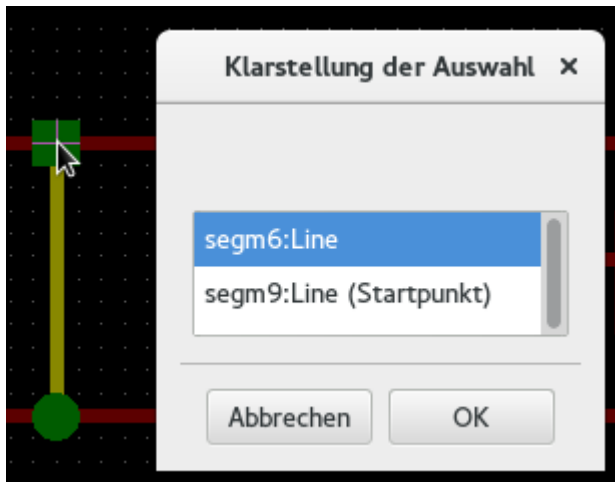 Klarstellung der Auswahl ×
segm6:Line
segm9:Line (Startpunkt)
Abbrechen OK